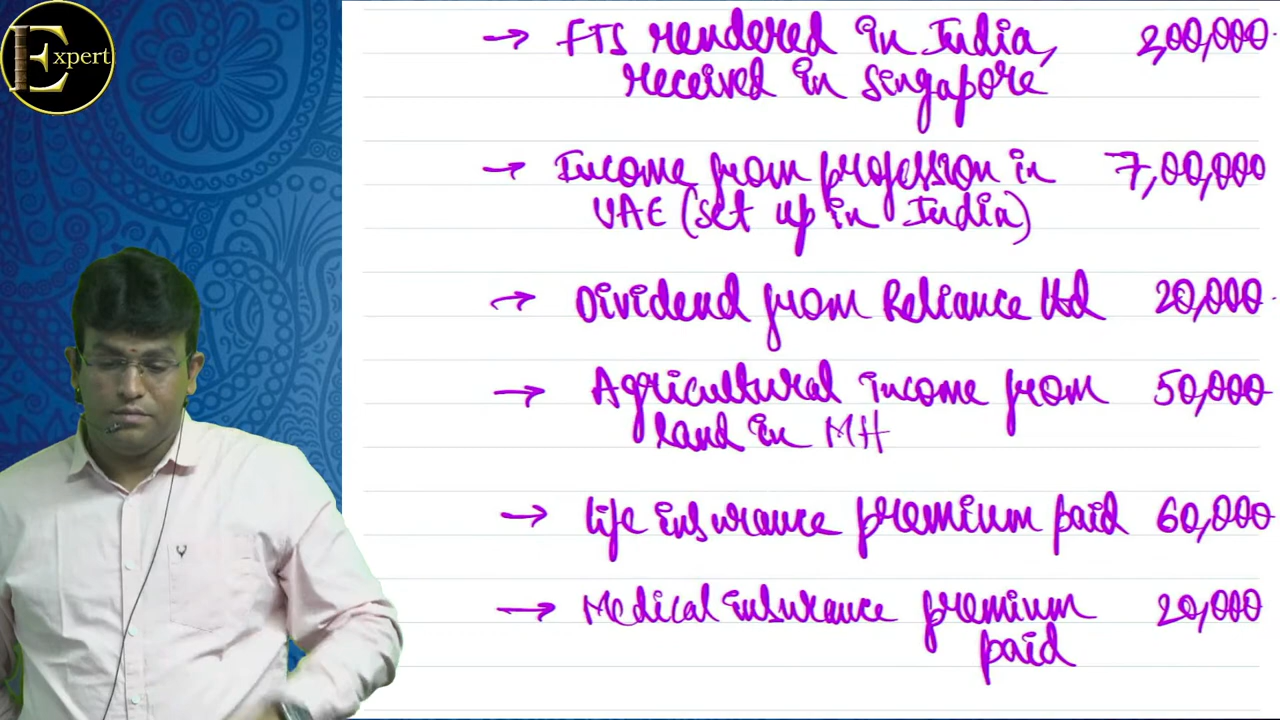 Expert
→ FTS rendered in India, 200,000
received in Singapore
→ Income from profession in 7,00,000
UAE (set up in India)
→ Dividend from Reliance Ltd 20,000
→ Agricultural income from 50,000
land in MH
→ Life insurance premium paid 60,000
→ Medical insurance premium 20,000
paid